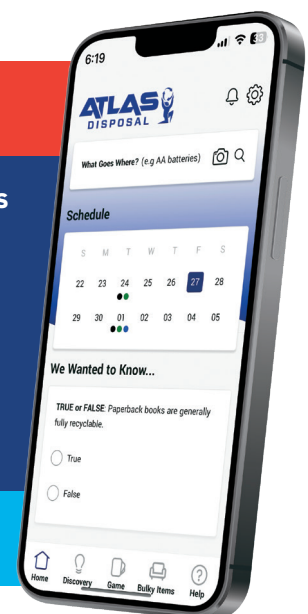 6:19
33
ATLAS
DISPOSAL
What Goes Where? (e.g AA batteries)
Schedule
S M T W T F S
22 23 24 25 26 27 28
29 30 01 02 03 04 05
We Wanted to Know...
TRUE or FALSE: Paperback books are generally
fully recyclable.
True
False
Home Discovery Game Bulky Items Help
s